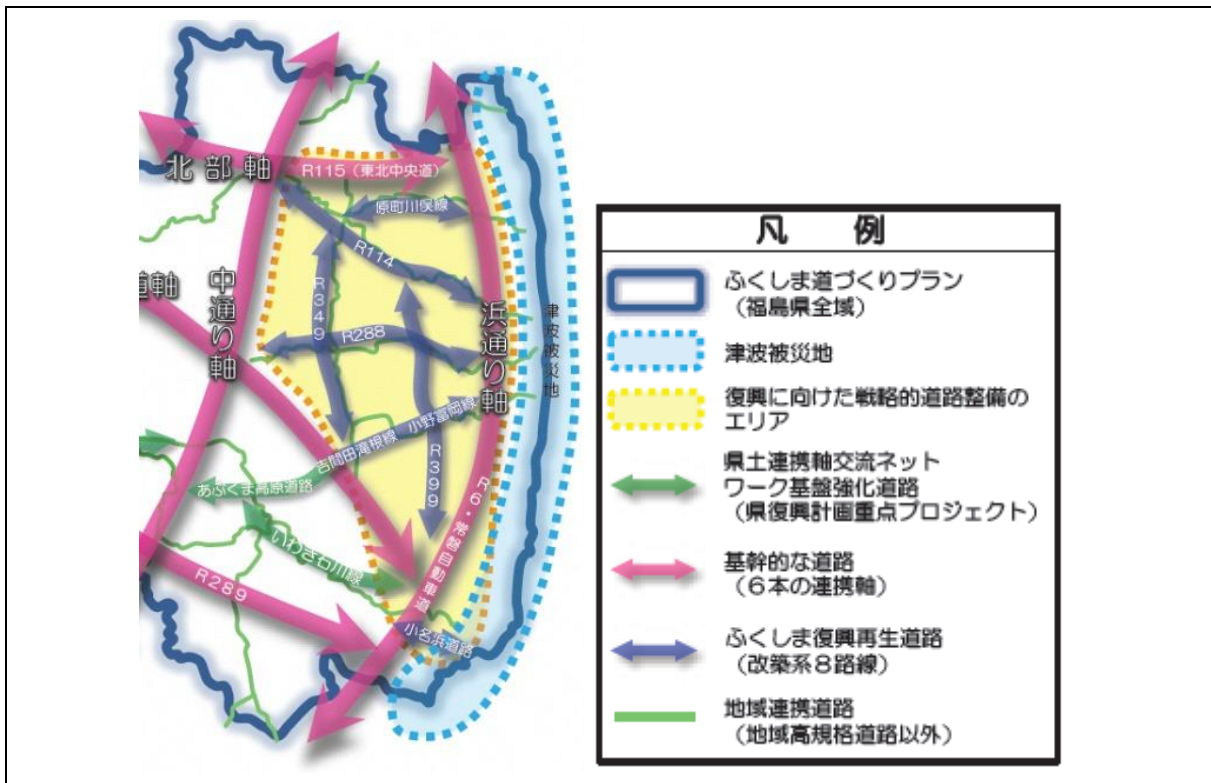 北部軸
R115（東北中央道）
原町川俣線
R114
道軸
中通り軸
R349
R288
浜通り軸
津波被災地
小野富岡線
吉間田滝根線
R399
あぶくま高原道路
いわき石川線
R6・常磐自動車道
R289
小名浜道路
凡　例
ふくしま道づくりプラン
（福島県全域）
津波被災地
復興に向けた戦略的道路整備の
エリア
県土連携軸交流ネット
ワーク基盤強化道路
（県復興計画重点プロジェクト）
基幹的な道路
（６本の連携軸）
ふくしま復興再生道路
（改築系８路線）
地域連携道路
（地域高規格道路以外）